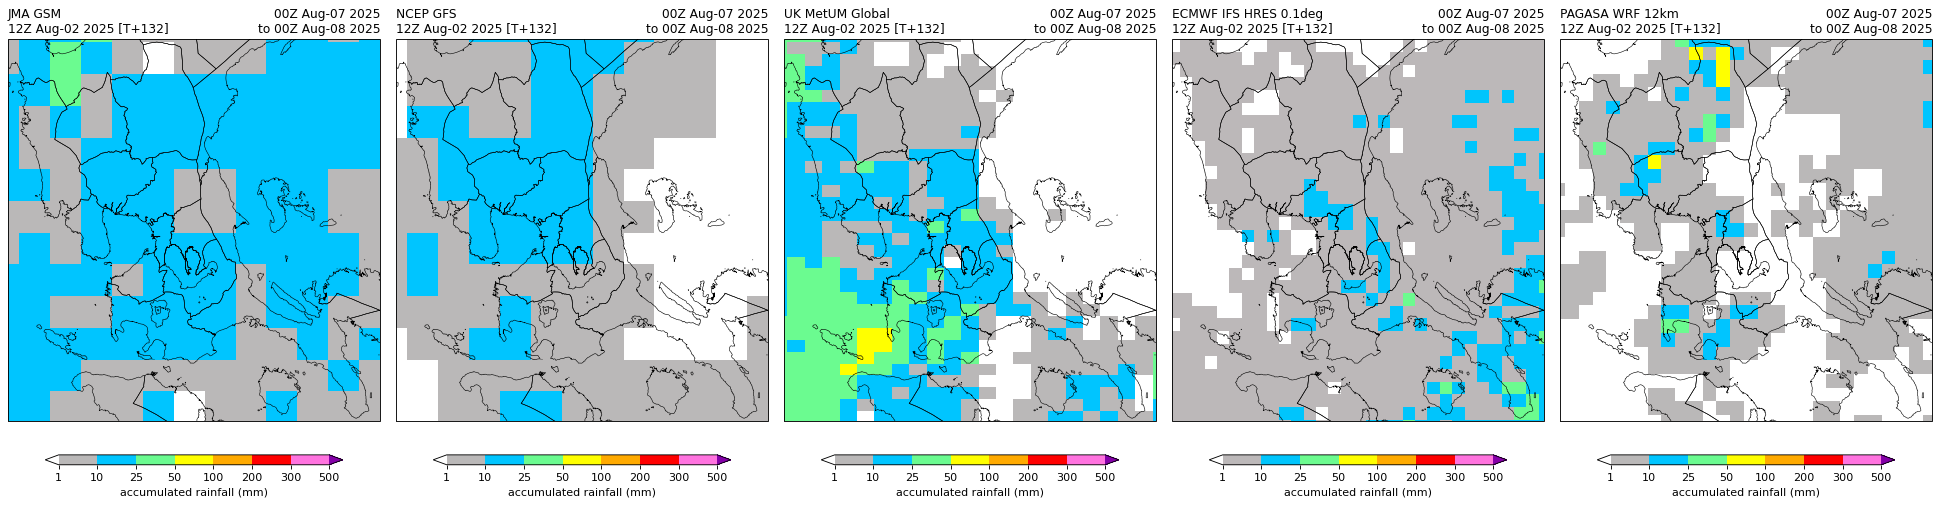 JMA GSM
00Z Aug-07 2025
12Z Aug-02 2025 [T+132]
to 00Z Aug-08 2025
NCEP GFS
00Z Aug-07 2025
12Z Aug-02 2025 [T+132]
to 00Z Aug-08 2025
UK MetUM Global
00Z Aug-07 2025
12Z Aug-02 2025 [T+132]
to 00Z Aug-08 2025
ECMWF IFS HRES 0.1deg
00Z Aug-07 2025
12Z Aug-02 2025 [T+132]
to 00Z Aug-08 2025
PAGASA WRF 12km
00Z Aug-07 2025
12Z Aug-02 2025 [T+132]
to 00Z Aug-08 2025
1 10 25 50 100 200 300 500
accumulated rainfall (mm)
1 10 25 50 100 200 300 500
accumulated rainfall (mm)
1 10 25 50 100 200 300 500
accumulated rainfall (mm)
1 10 25 50 100 200 300 500
accumulated rainfall (mm)
1 10 25 50 100 200 300 500
accumulated rainfall (mm)